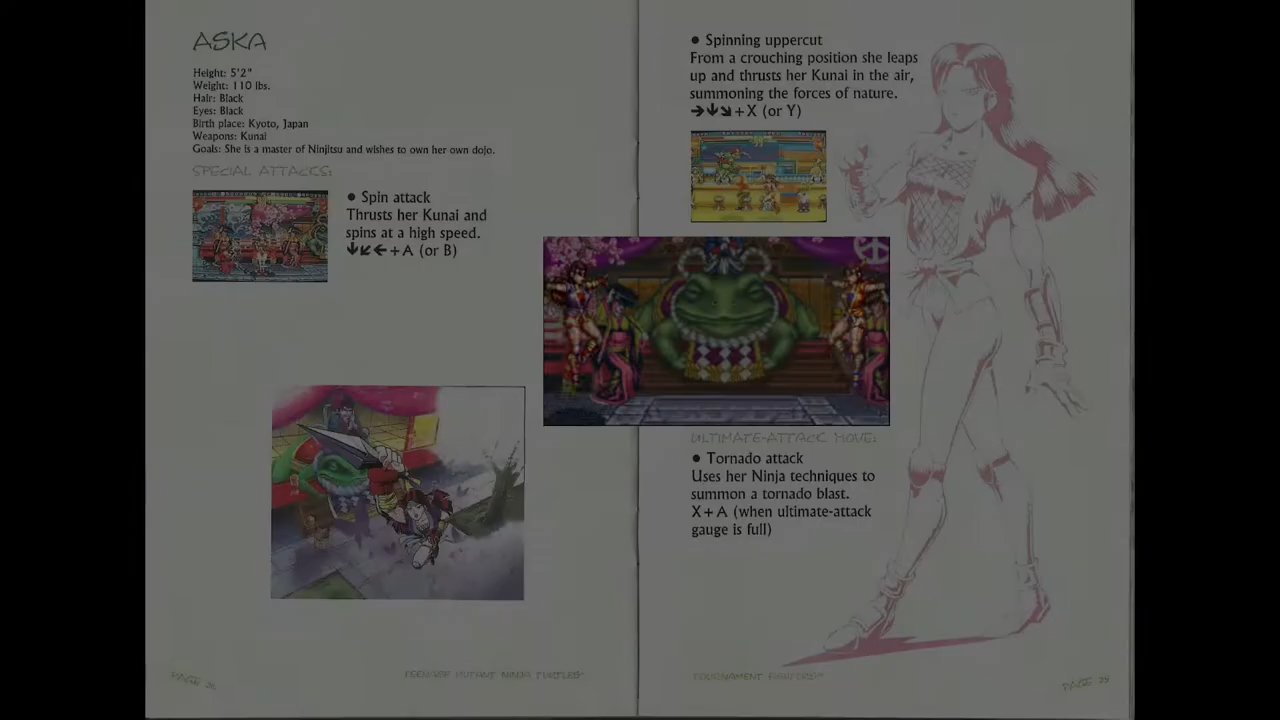 ASKA
Height: 5'2"
Weight: 110 lbs.
Hair: Black
Eyes: Black
Birth place: Kyoto, Japan
Weapons: Kunai
Goals: She is a master of Ninjitsu and wishes to own her own dojo.
SPECIAL ATTACKS:
● Spin attack
Thrusts her Kunai and
spins at a high speed.
↓↙←+A (or B)
TEENAGE MUTANT NINJA TURTLES
● Spinning uppercut
From a crouching position she leaps
up and thrusts her Kunai in the air,
summoning the forces of nature.
→↓↘+X (or Y)
ULTIMATE-ATTACK MOVE:
● Tornado attack
Uses her Ninja techniques to
summon a tornado blast.
X+A (when ultimate-attack
gauge is full)
TOURNAMENT FIGHTERS™